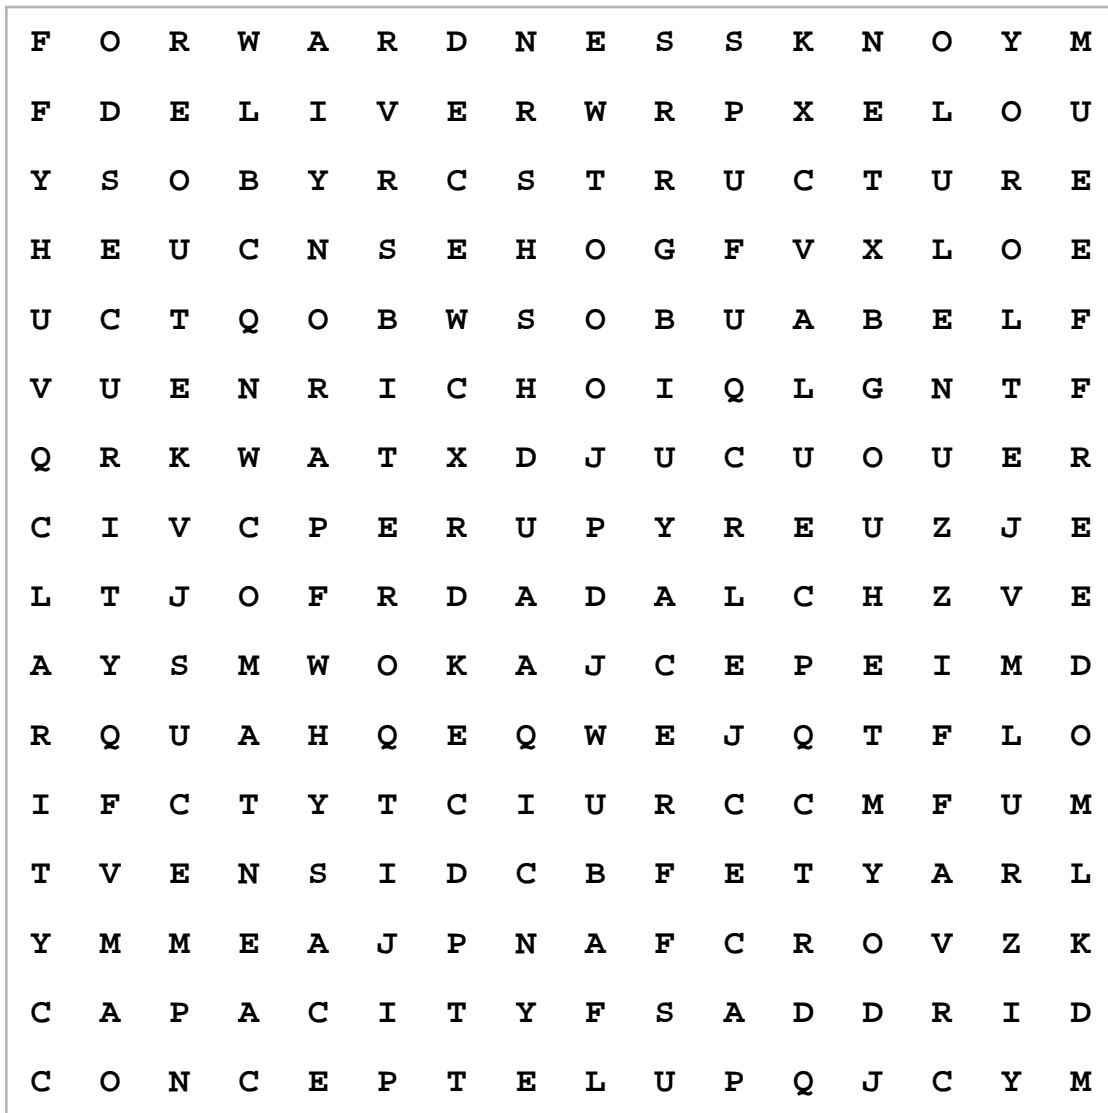 F O R W A R D N E S S K N O Y M
F D E L I V E R W R P X E L O U
Y S O B Y R C S T R U C T U R E
H E U C N S E H O G F V X L O E
U C T Q O B W S O B U A B E L F
V U E N R I C H O I Q L G N T F
Q R K W A T X D J U C U O U E R
C I V C P E R U P Y R E U Z J E
L T J O F R D A D A L C H Z V E
A Y S M W O K A J C E P E I M D
R Q U A H Q E Q W E J Q T F L O
I F C T Y T C I U R C C M F U M
T V E N S I D C B F E T Y A R L
Y M M E A J P N A F C R O V Z K
C A P A C I T Y F S A D D R I D
C O N C E P T E L U P Q J C Y M